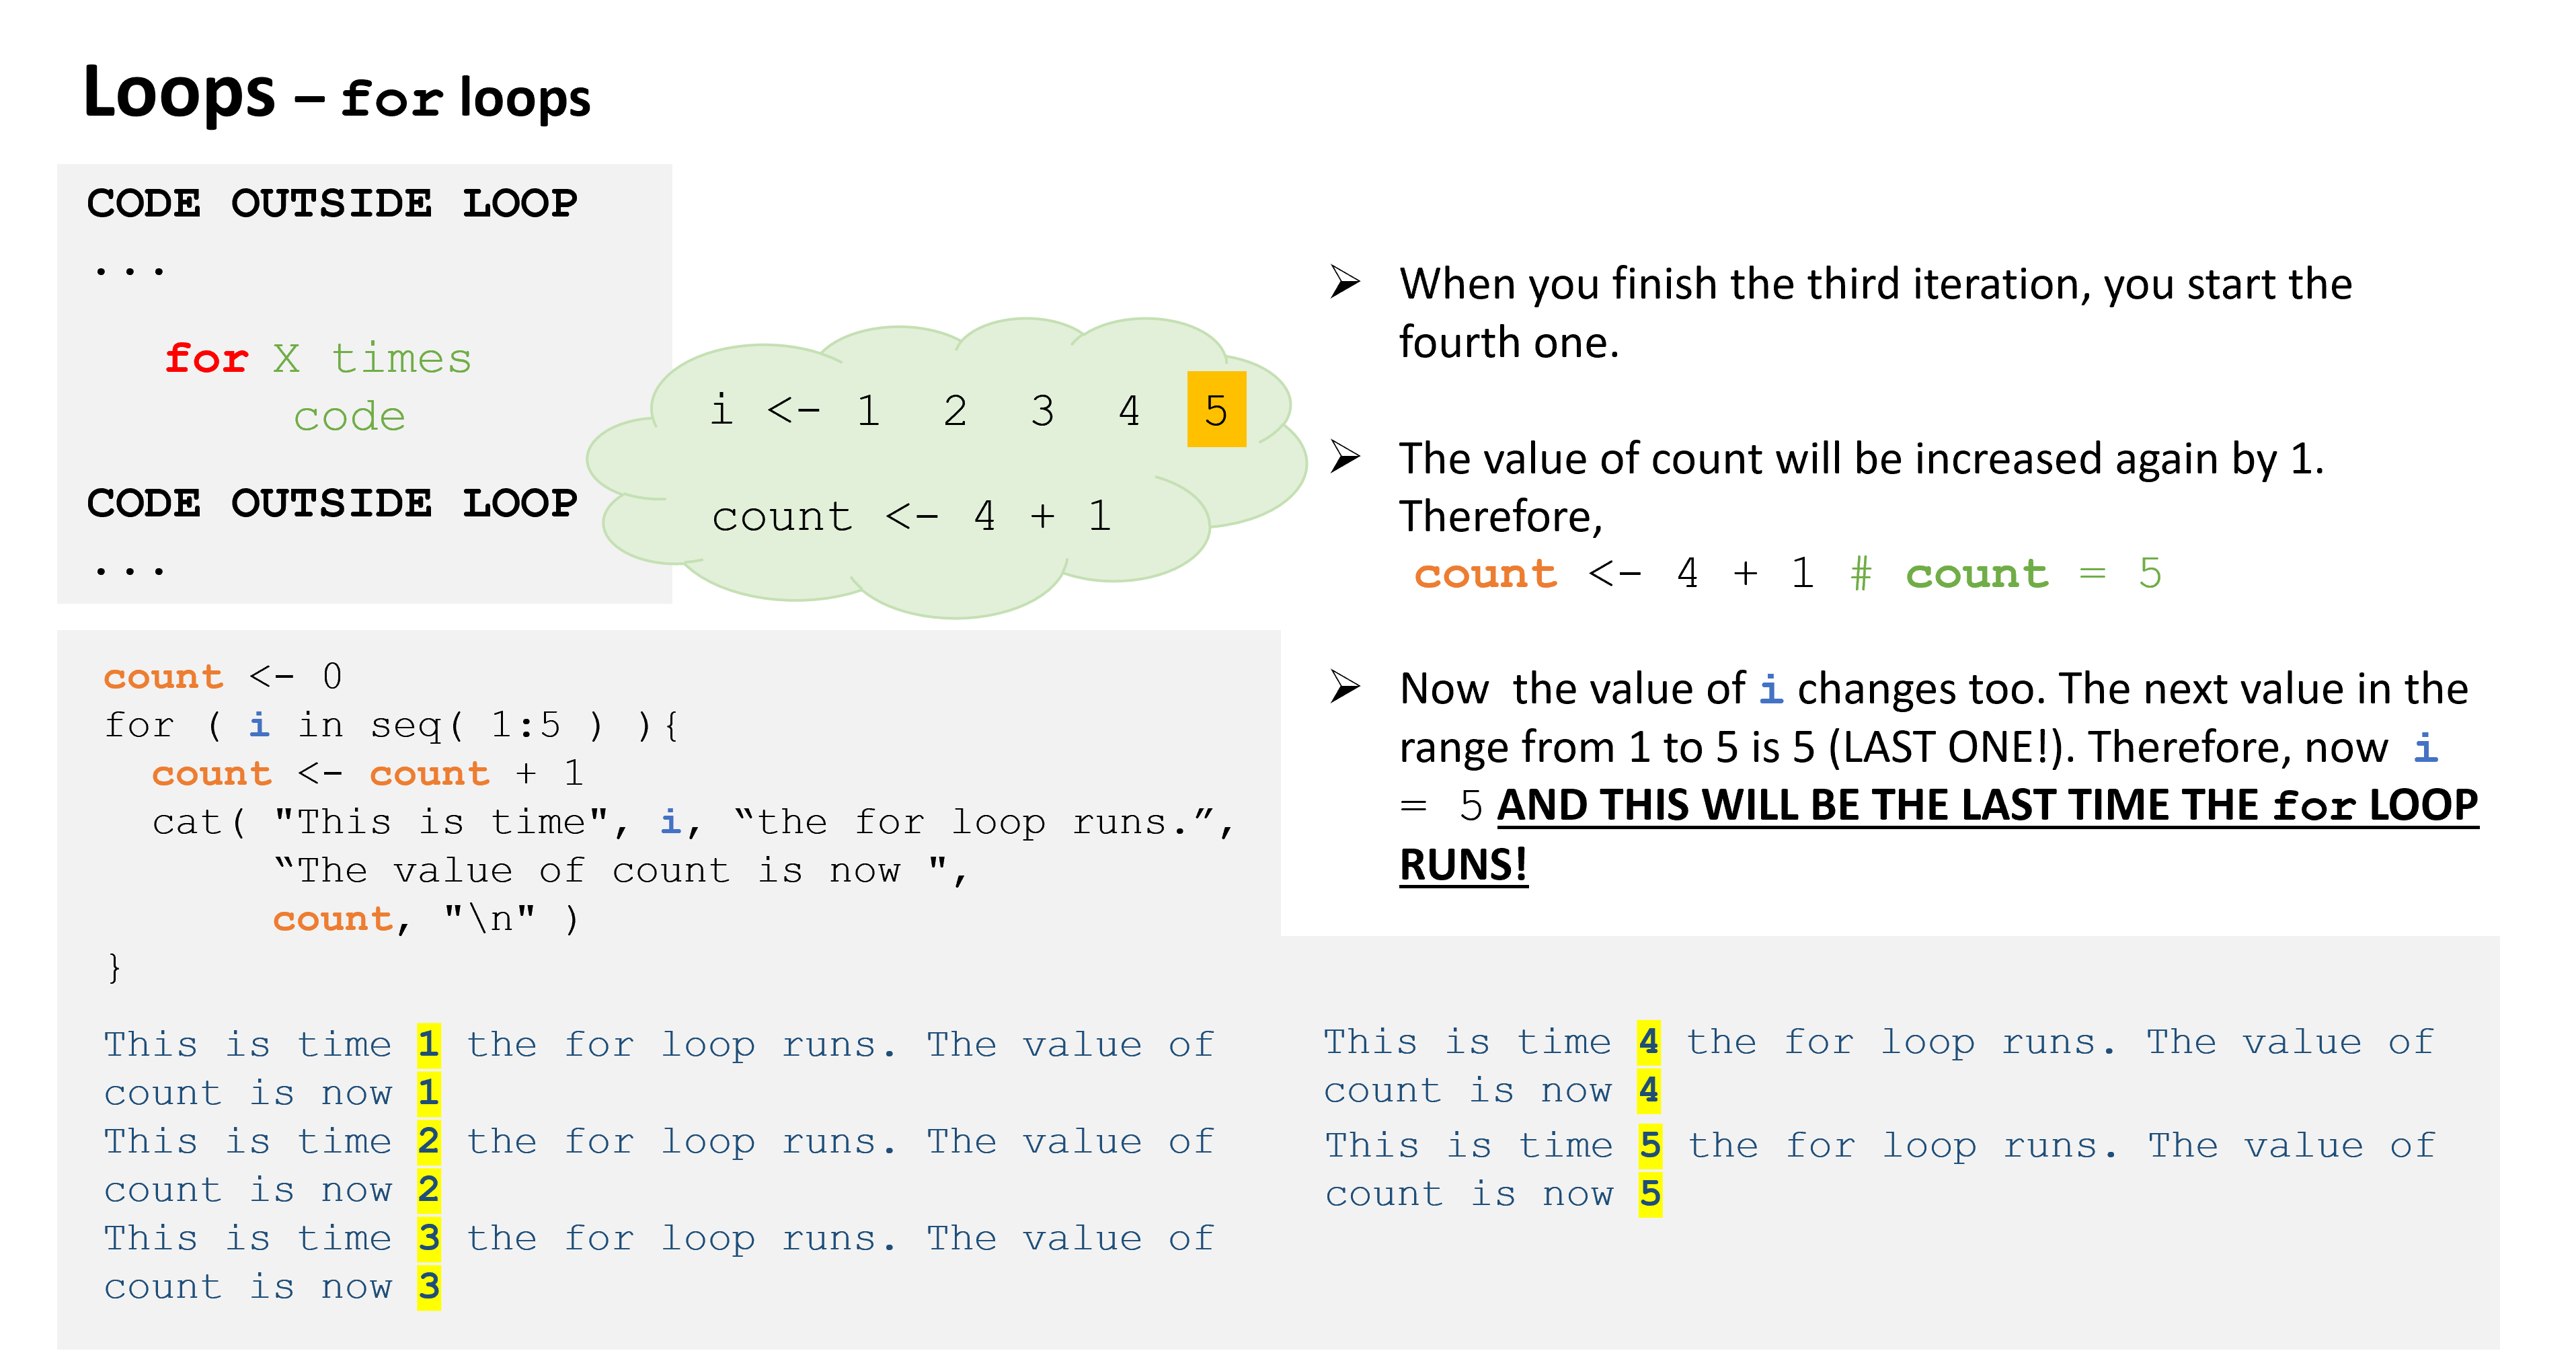 Loops – for loops
CODE OUTSIDE LOOP
...
for X times
code
CODE OUTSIDE LOOP
...
i <- 1 2 3 4 5
count <- 4 + 1
➢ When you finish the third iteration, you start the
fourth one.
➢ The value of count will be increased again by 1.
Therefore,
count <- 4 + 1 # count = 5
➢ Now the value of i changes too. The next value in the
range from 1 to 5 is 5 (LAST ONE!). Therefore, now i
= 5 AND THIS WILL BE THE LAST TIME THE for LOOP
RUNS!
count <- 0
for ( i in seq( 1:5 ) ){
count <- count + 1
cat( "This is time", i, “the for loop runs.”,
“The value of count is now ",
count, "\n" )
}
This is time 1 the for loop runs. The value of
count is now 1
This is time 2 the for loop runs. The value of
count is now 2
This is time 3 the for loop runs. The value of
count is now 3
This is time 4 the for loop runs. The value of
count is now 4
This is time 5 the for loop runs. The value of
count is now 5